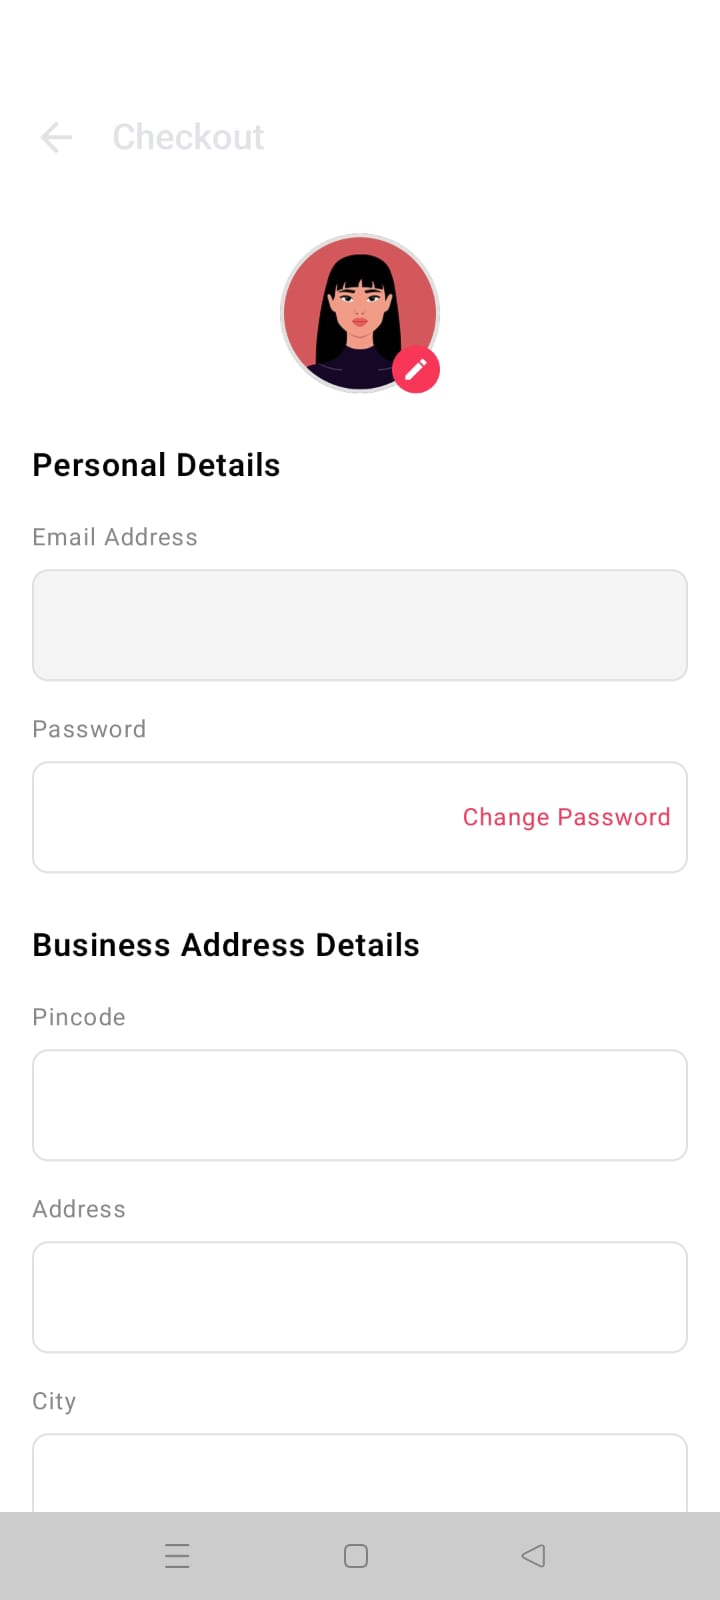 Checkout
Personal Details
Email Address
Password
Change Password
Business Address Details
Pincode
Address
City